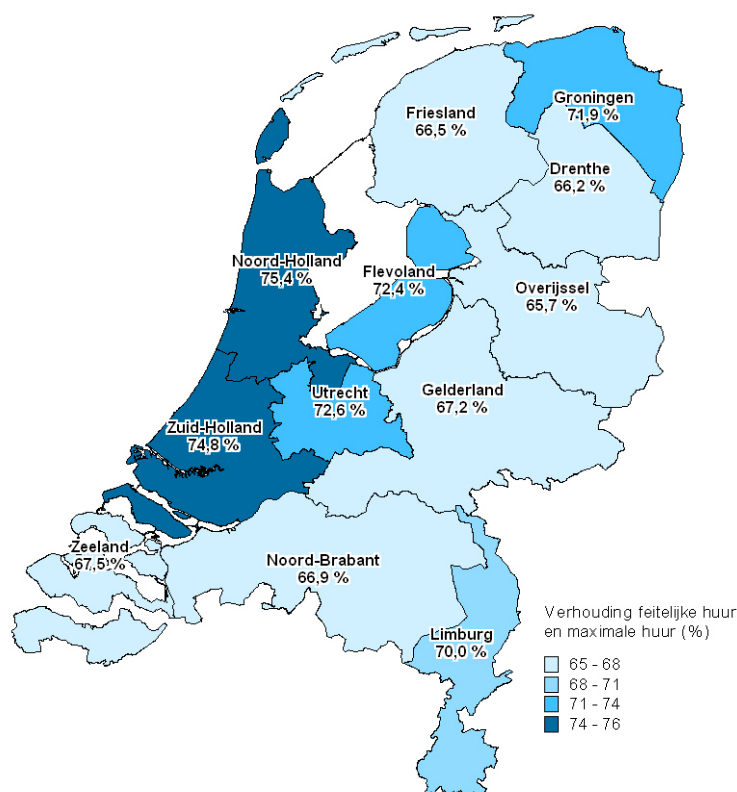 Groningen
71,9 %
Friesland
66,5 %
Drenthe
66,2 %
Noord-Holland
75,4 %
Flevoland
72,4 %
Overijssel
65,7 %
Utrecht
72,6 %
Gelderland
67,2 %
Zuid-Holland
74,8 %
Zeeland
67,5 %
Noord-Brabant
66,9 %
Limburg
70,0 %
Verhouding feitelijke huur
en maximale huur (%)
65 - 68
68 - 71
71 - 74
74 - 76